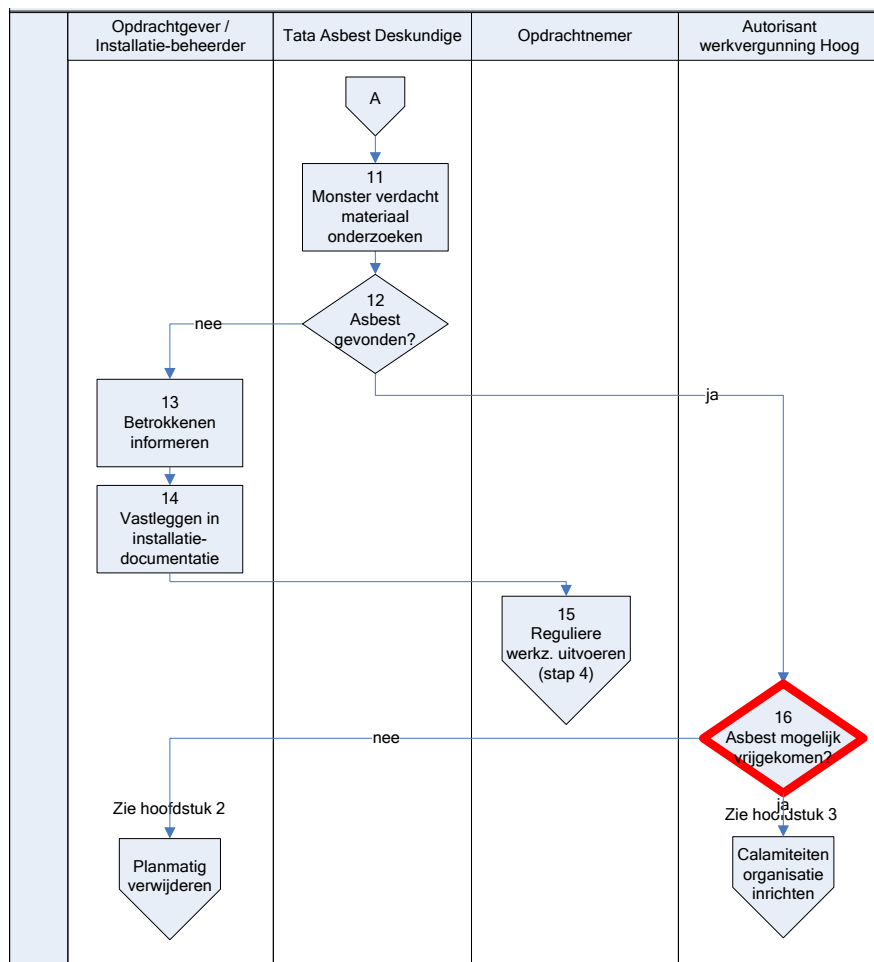 Opdrachtgever /
Installatie-beheerder
Tata Asbest Deskundige
Opdrachtnemer
Autorisant
werkvergunning Hoog
A
11
Monster verdacht
materiaal
onderzoeken
12
Asbest
gevonden?
nee
ja
13
Betrokkenen
informeren
14
Vastleggen in
installatie-
documentatie
15
Reguliere
werkz. uitvoeren
(stap 4)
16
Asbest mogelijk
vrijgekomen?
nee
ja
Zie hoofdstuk 2
Zie hoofdstuk 3
Planmatig
verwijderen
Calamiteiten
organisatie
inrichten